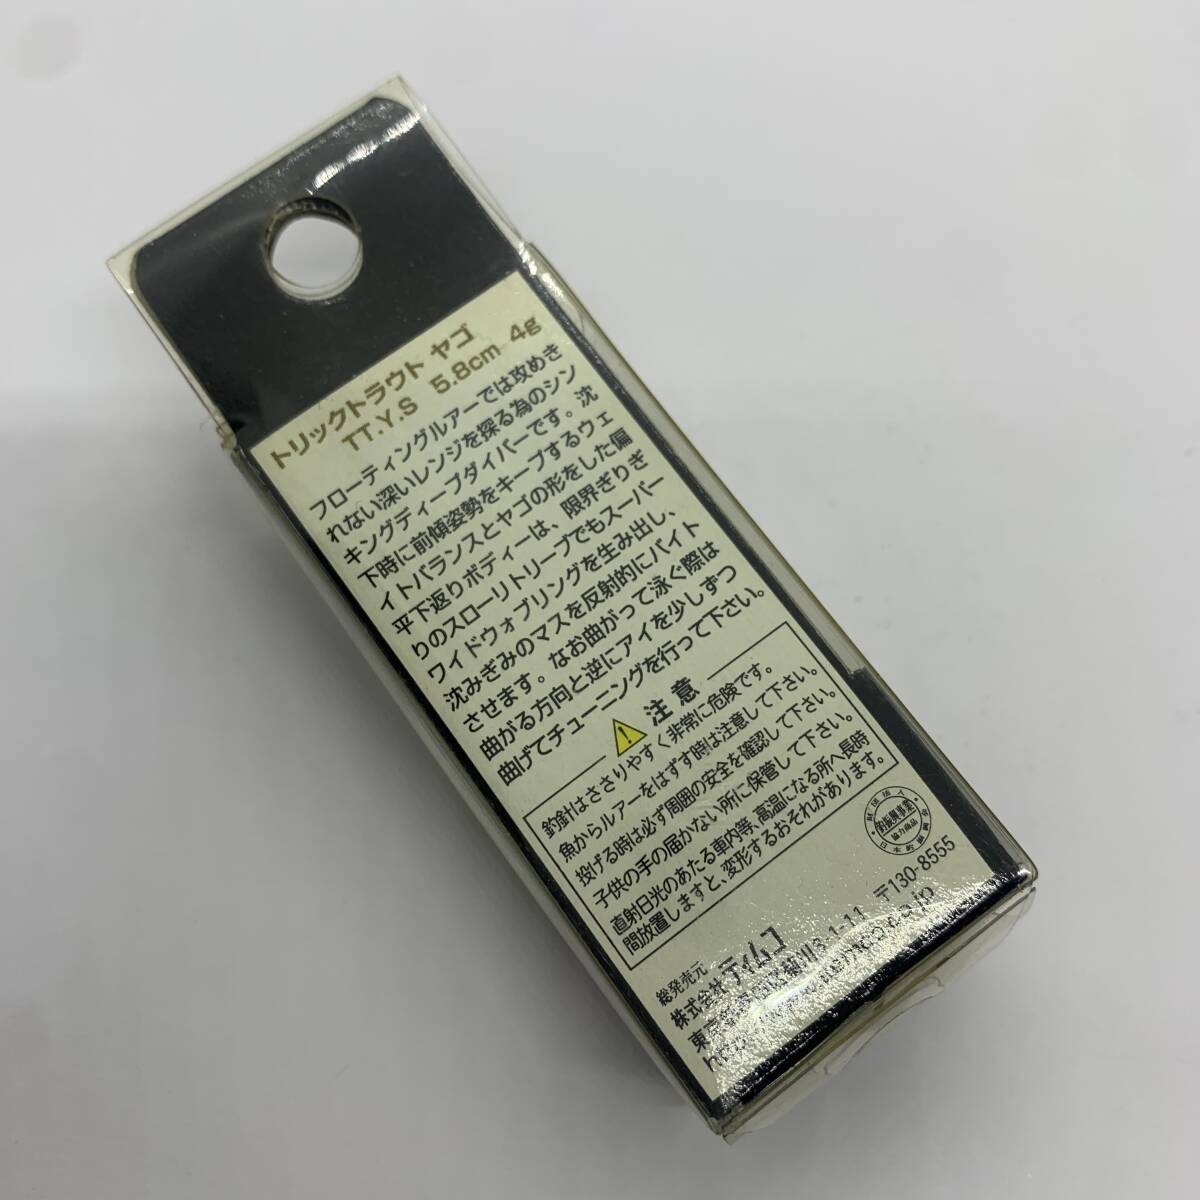 トリックトラウト ヤゴ
TT.Y.S 5.8cm 4g
フローティングルアーでは攻めき
れない深いレンジを探る為のシン
キングディープダイバーです。沈
下時に前傾姿勢をキープするウェ
イトバランスとヤゴの形をした偏
平下返りボディーは、限界ぎりぎ
りのスローリトリーブでもスーパー
ワイドウォブリングを生み出し、
沈みぎみのマスを反射的にバイト
させます。なお曲がって泳ぐ際は
曲がる方向と逆にアイを少しずつ
曲げてチューニングを行って下さい。
注意
釣針はささりやすく非常に危険です。
魚からルアーをはずす時は注意して下さい。
投げる時は必ず周囲の安全を確認して下さい。
子供の手の届かない所に保管して下さい。
直射日光のあたる車内等、高温になる所へ長時
間放置しますと、変形するおそれがあります。
釣振興事業
協力商品
総発売元
株式会社 ティムコ
東京 3-1-11 〒130-8555